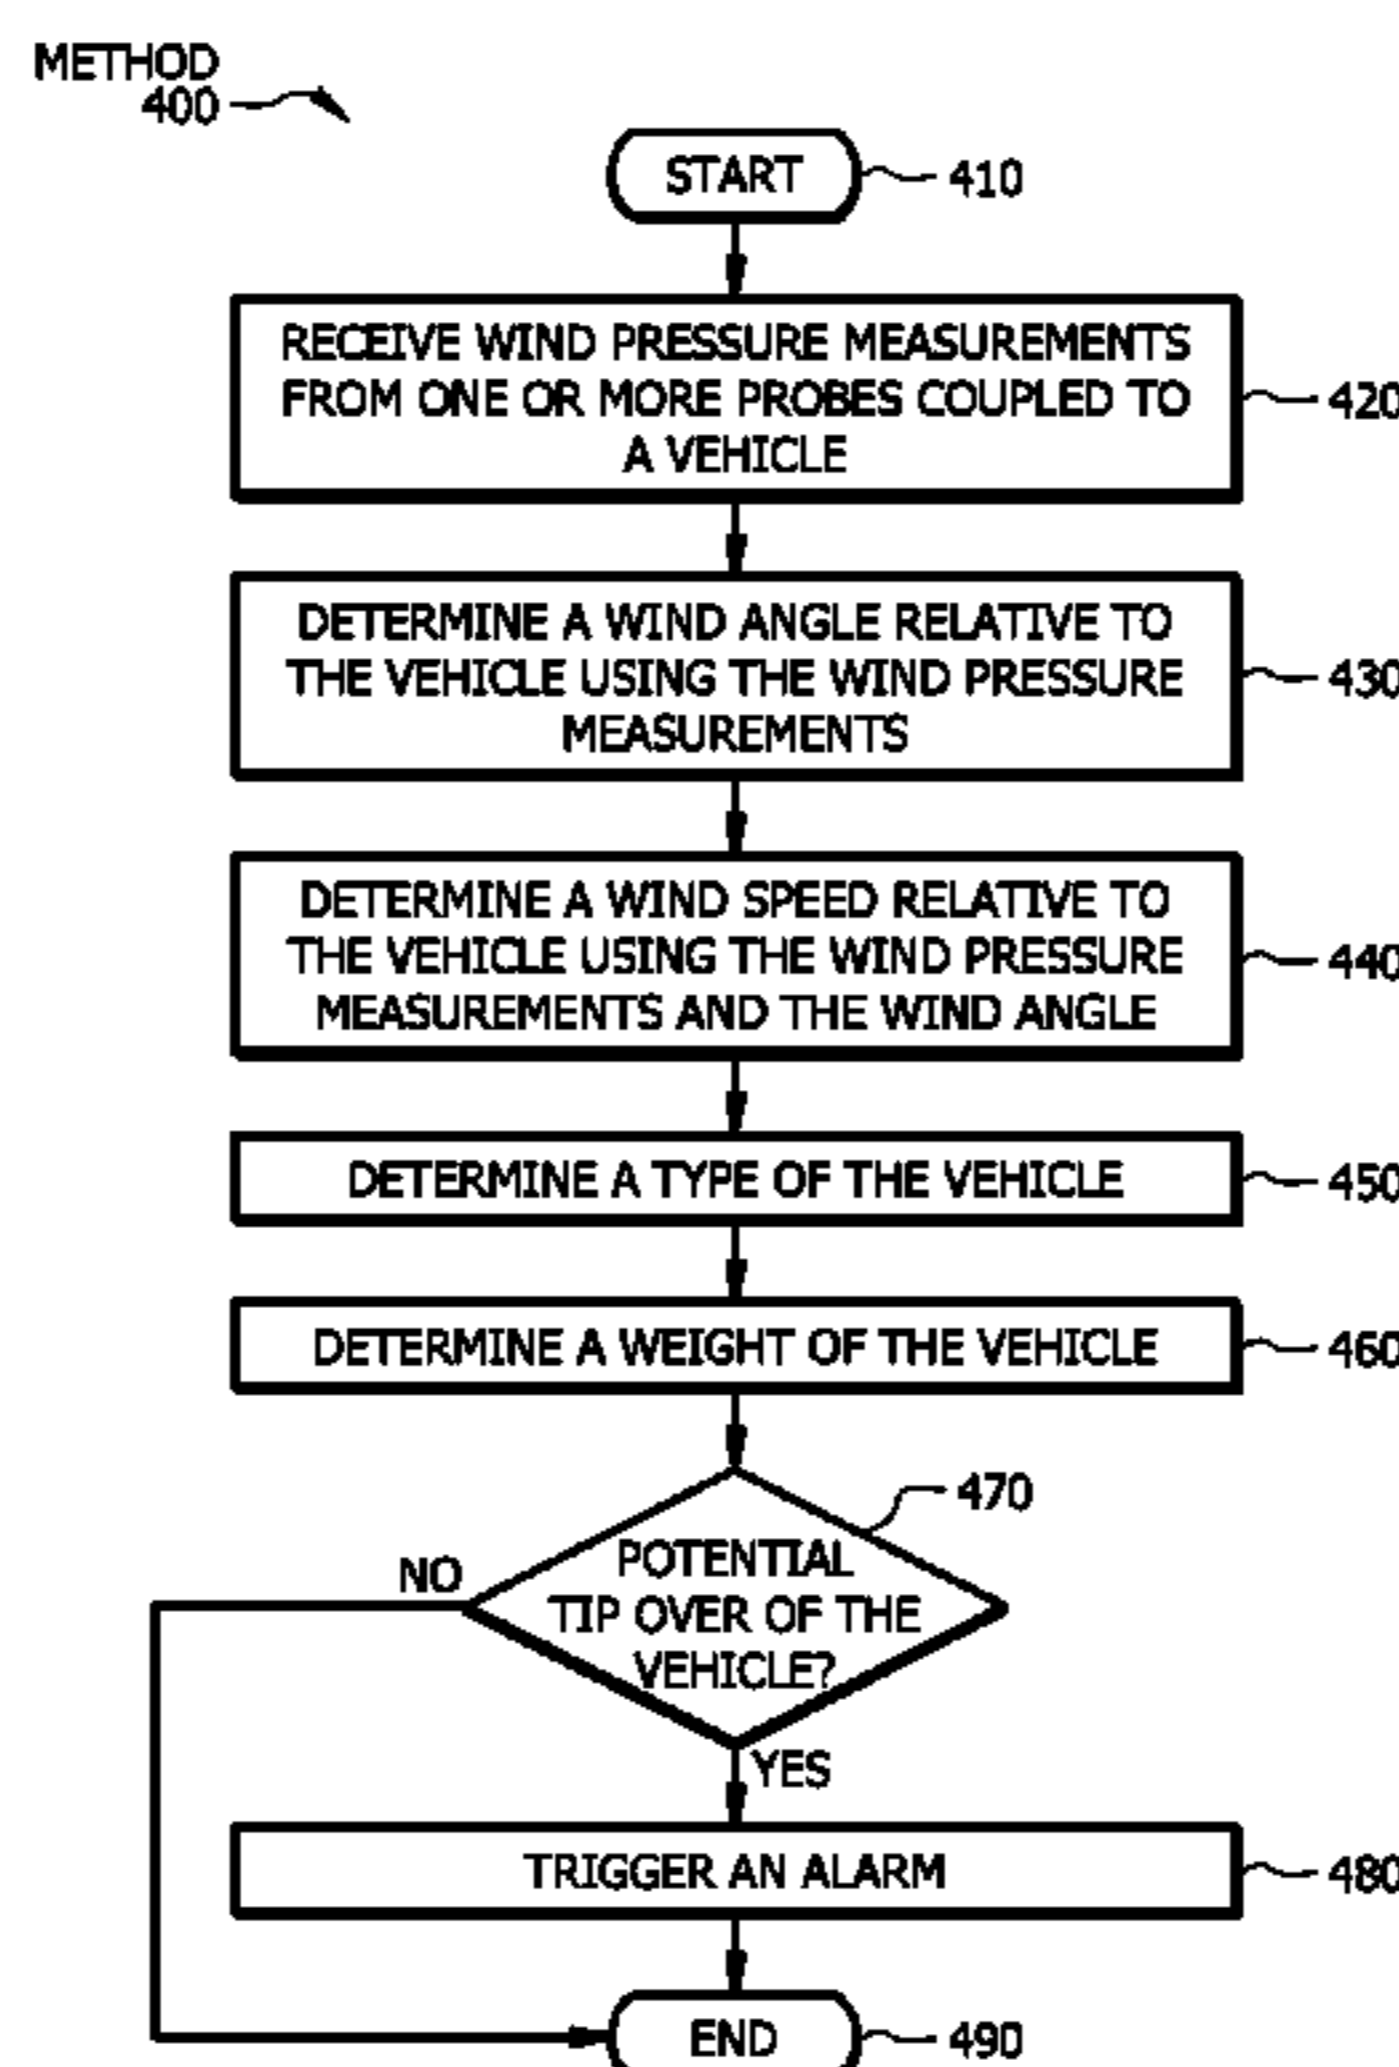 METHOD
400
START
410
RECEIVE WIND PRESSURE MEASUREMENTS
FROM ONE OR MORE PROBES COUPLED TO
A VEHICLE
420
DETERMINE A WIND ANGLE RELATIVE TO
THE VEHICLE USING THE WIND PRESSURE
MEASUREMENTS
430
DETERMINE A WIND SPEED RELATIVE TO
THE VEHICLE USING THE WIND PRESSURE
MEASUREMENTS AND THE WIND ANGLE
440
DETERMINE A TYPE OF THE VEHICLE
450
DETERMINE A WEIGHT OF THE VEHICLE
460
470
POTENTIAL
TIP OVER OF THE
VEHICLE?
NO
YES
TRIGGER AN ALARM
480
END
490